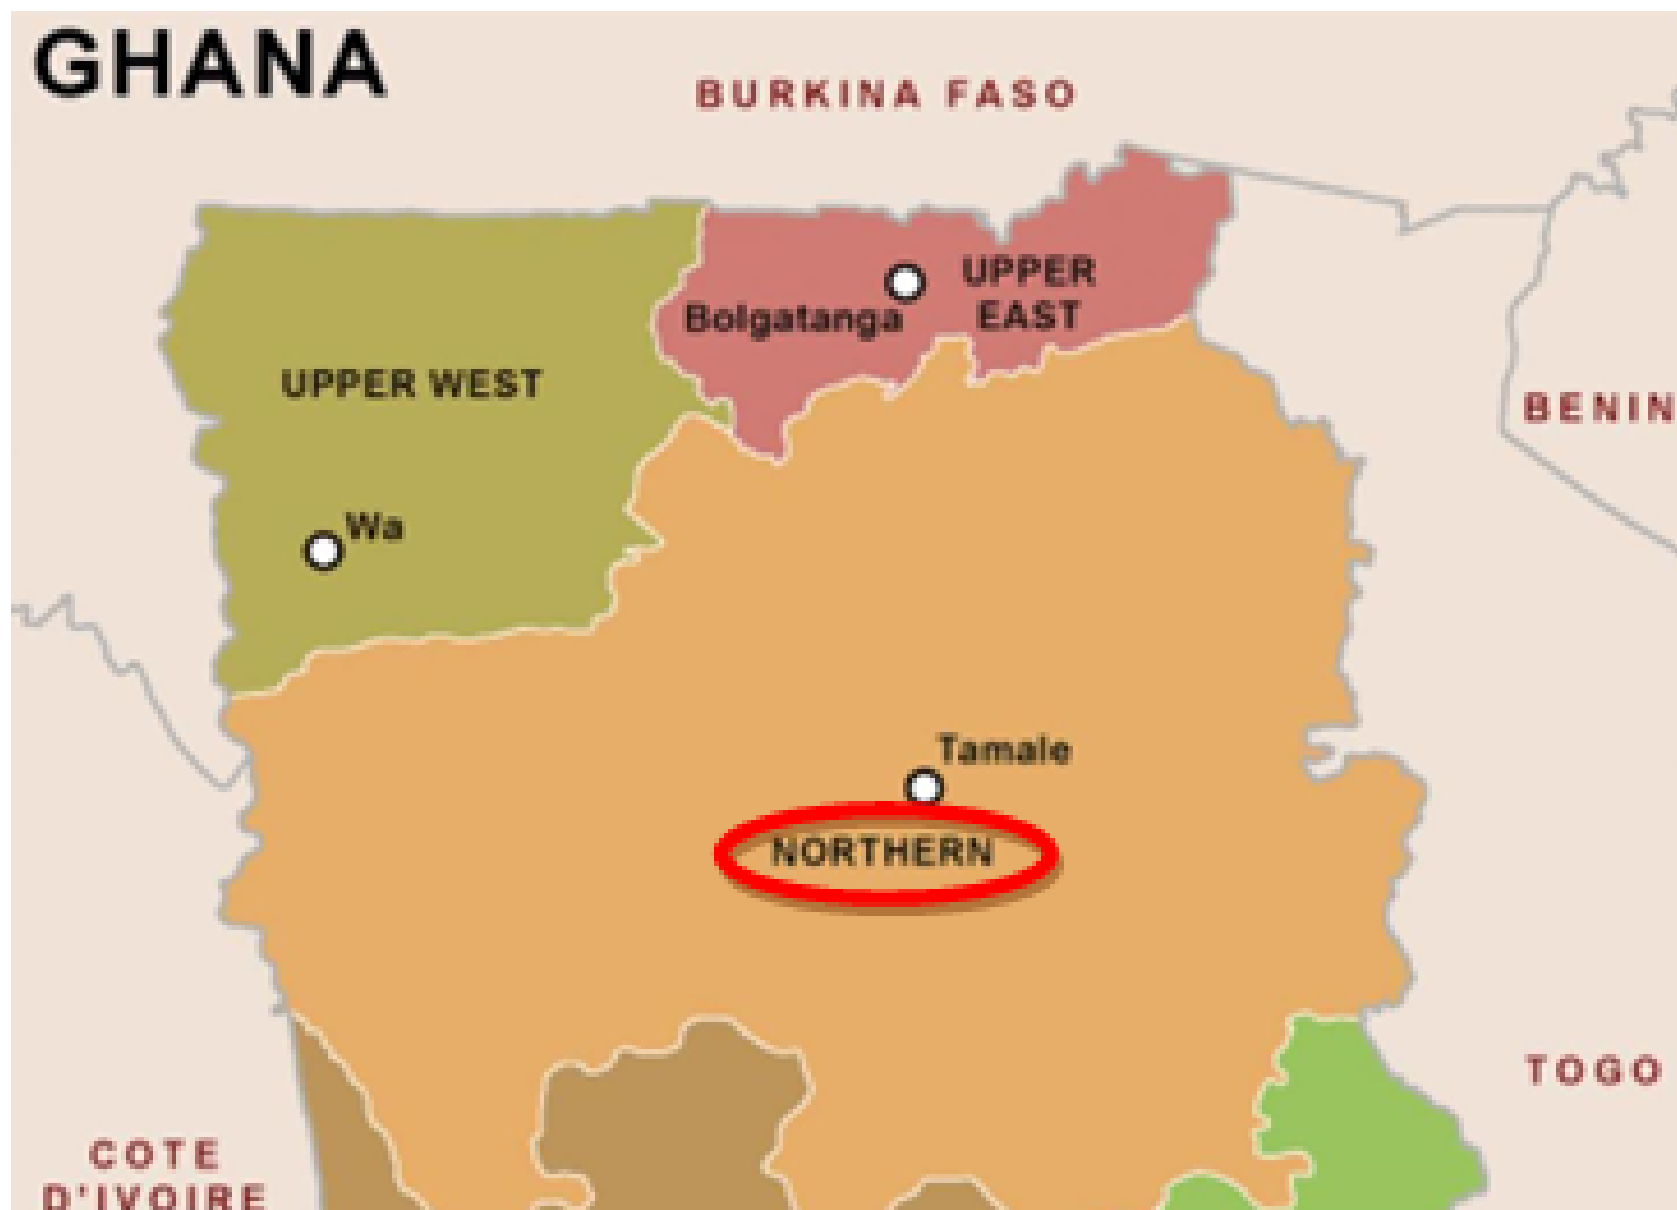 GHANA
BURKINA FASO
UPPER
EAST
Bolgatanga
UPPER WEST
BENIN
Wa
Tamale
NORTHERN
TOGO
COTE
D'IVOIRE